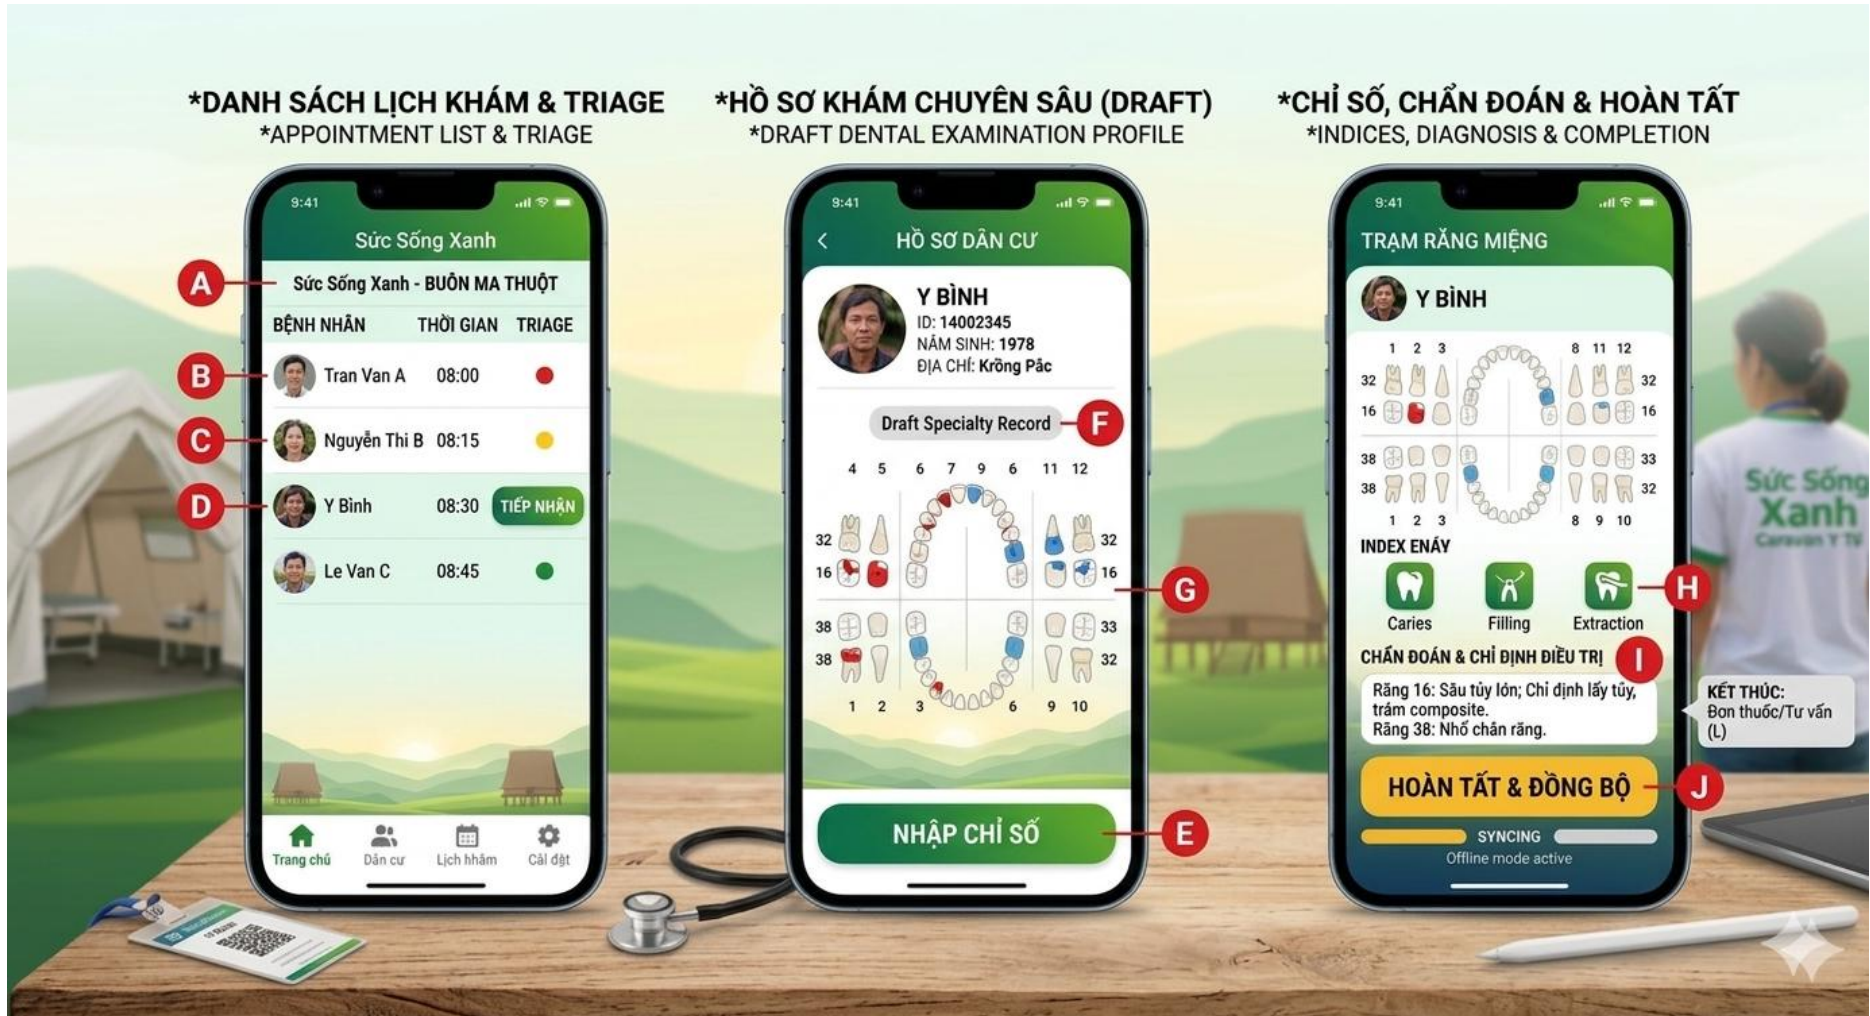 *DANH SÁCH LỊCH KHÁM & TRIAGE
*APPOINTMENT LIST & TRIAGE
9:41
Sức Sống Xanh
A
Sức Sống Xanh - BUÔN MA THUỘT
BỆNH NHÂN THỜI GIAN TRIAGE
B
Tran Van A 08:00
C
Nguyễn Thi B 08:15
D
Y Bình 08:30 TIẾP NHẬN
Le Van C 08:45
Trang chủ Dân cư Lịch hhâm Câl đệt
*HỒ SƠ KHÁM CHUYÊN SÂU (DRAFT)
*DRAFT DENTAL EXAMINATION PROFILE
9:41
HỒ SƠ DÂN CƯ
Y BÌNH
ID: 14002345
NĂM SINH: 1978
ĐỊA CHỈ: Krồng Pắc
Draft Specialty Record
F
4 5 6 7 9 6 11 12
32 32
16 16
G
38 33
38 32
1 2 3 6 9 10
NHẬP CHỈ SỐ
E
*CHỈ SỐ, CHẨN ĐOÁN & HOÀN TẤT
*INDICES, DIAGNOSIS & COMPLETION
9:41
TRẠM RĂNG MIỆNG
Y BÌNH
1 2 3 8 11 12
32 32
16 16
38 33
38 32
1 2 3 8 9 10
INDEX ENÁY
H
Caries Filling Extraction
CHẨN ĐOÁN & CHỈ ĐỊNH ĐIỀU TRỊ
I
Răng 16: Sâu tủy lớn; Chỉ định lấy tủy,
trám composite.
Răng 38: Nhổ chân răng.
KẾT THÚC:
Đơn thuốc/Tư vấn
(L)
HOÀN TẤT & ĐỒNG BỘ
J
SYNCING
Offline mode active
Sức Sống
Xanh
Caravan Y Tế